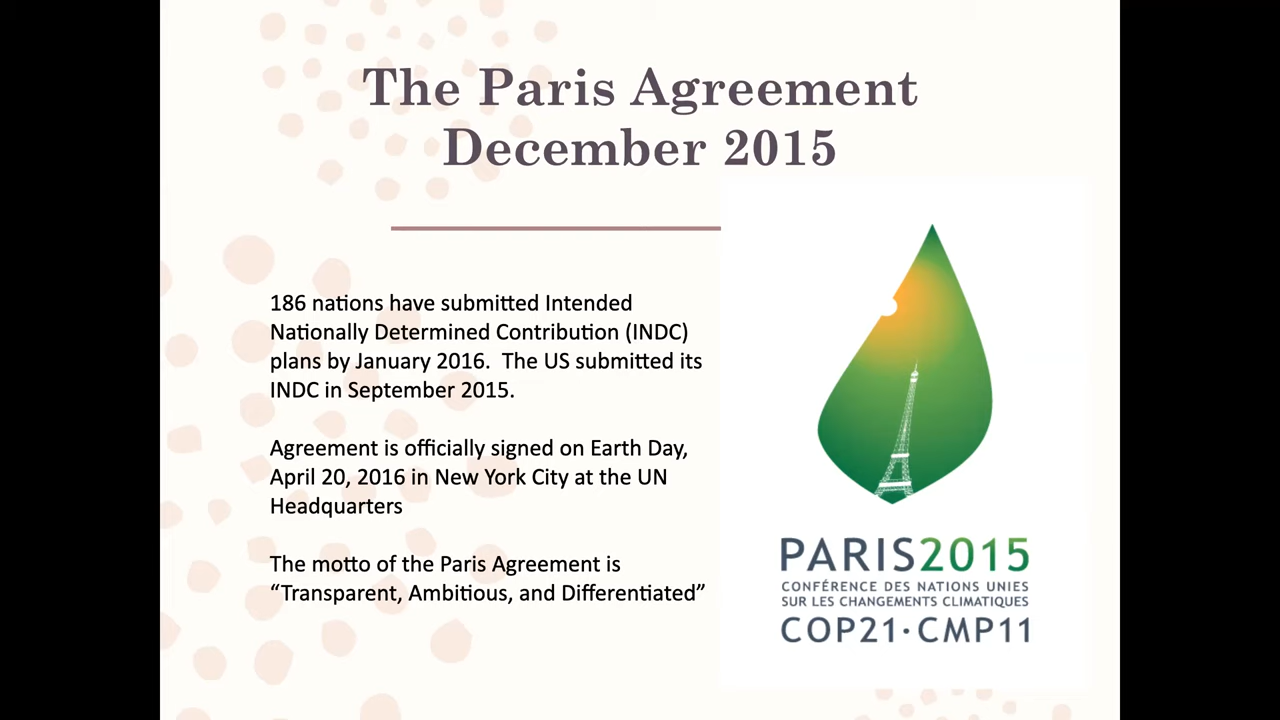 The Paris Agreement
December 2015
186 nations have submitted Intended
Nationally Determined Contribution (INDC)
plans by January 2016.  The US submitted its
INDC in September 2015.
Agreement is officially signed on Earth Day,
April 20, 2016 in New York City at the UN
Headquarters
The motto of the Paris Agreement is
“Transparent, Ambitious, and Differentiated”
PARIS2015
CONFÉRENCE DES NATIONS UNIES
SUR LES CHANGEMENTS CLIMATIQUES
COP21·CMP11